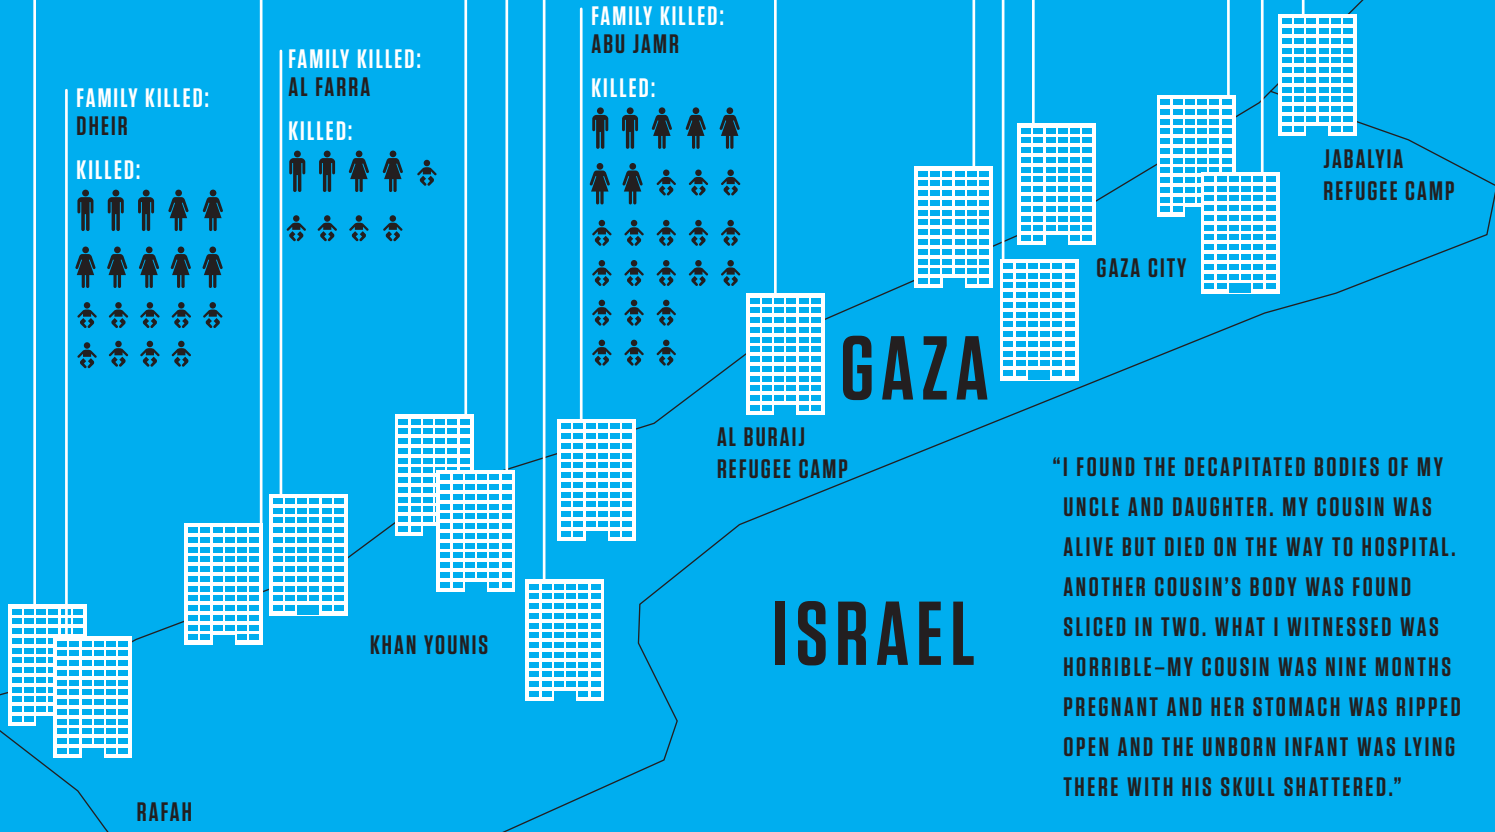 FAMILY KILLED:
DHEIR
KILLED:
FAMILY KILLED:
AL FARRA
KILLED:
FAMILY KILLED:
ABU JAMR
KILLED:
JABALYIA
REFUGEE CAMP
GAZA CITY
GAZA
AL BURAIJ
REFUGEE CAMP
ISRAEL
KHAN YOUNIS
RAFAH
“I FOUND THE DECAPITATED BODIES OF MY
UNCLE AND DAUGHTER. MY COUSIN WAS
ALIVE BUT DIED ON THE WAY TO HOSPITAL.
ANOTHER COUSIN’S BODY WAS FOUND
SLICED IN TWO. WHAT I WITNESSED WAS
HORRIBLE–MY COUSIN WAS NINE MONTHS
PREGNANT AND HER STOMACH WAS RIPPED
OPEN AND THE UNBORN INFANT WAS LYING
THERE WITH HIS SKULL SHATTERED.”